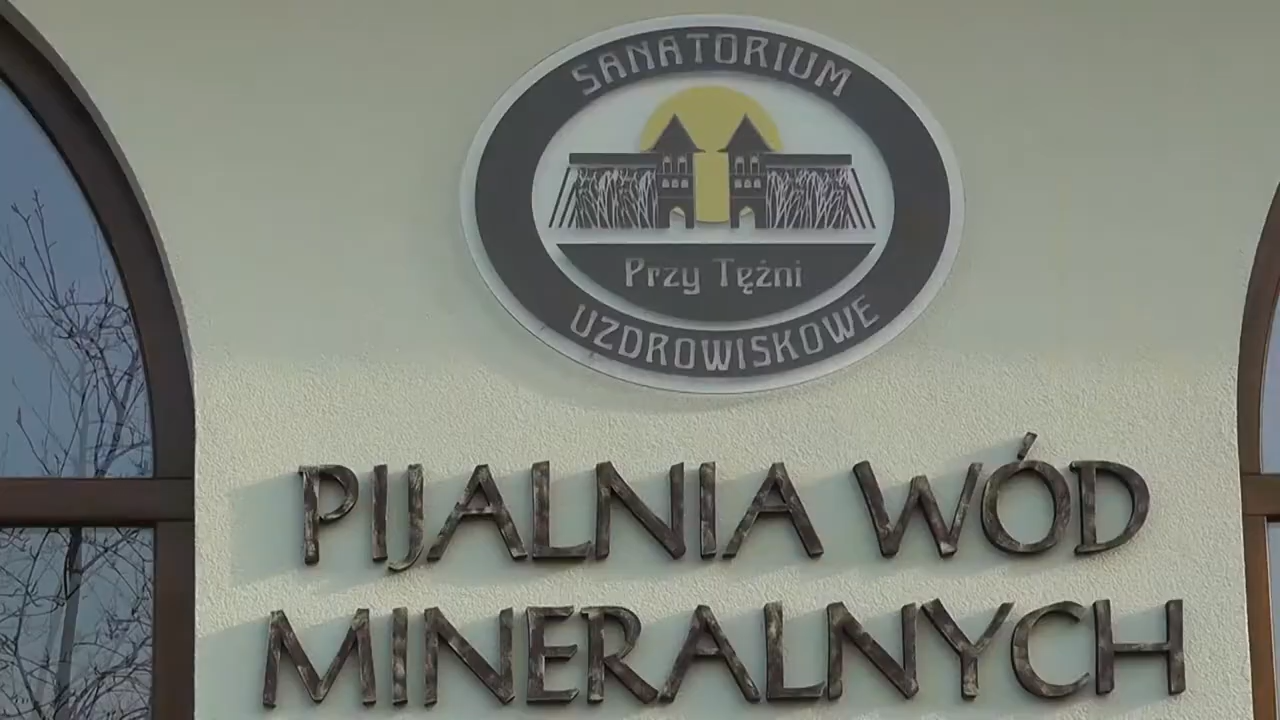 SANATORIUM
Przy Tężni
UZDROWISKOWE
PIJALNIA WÓD
MINERALNYCH